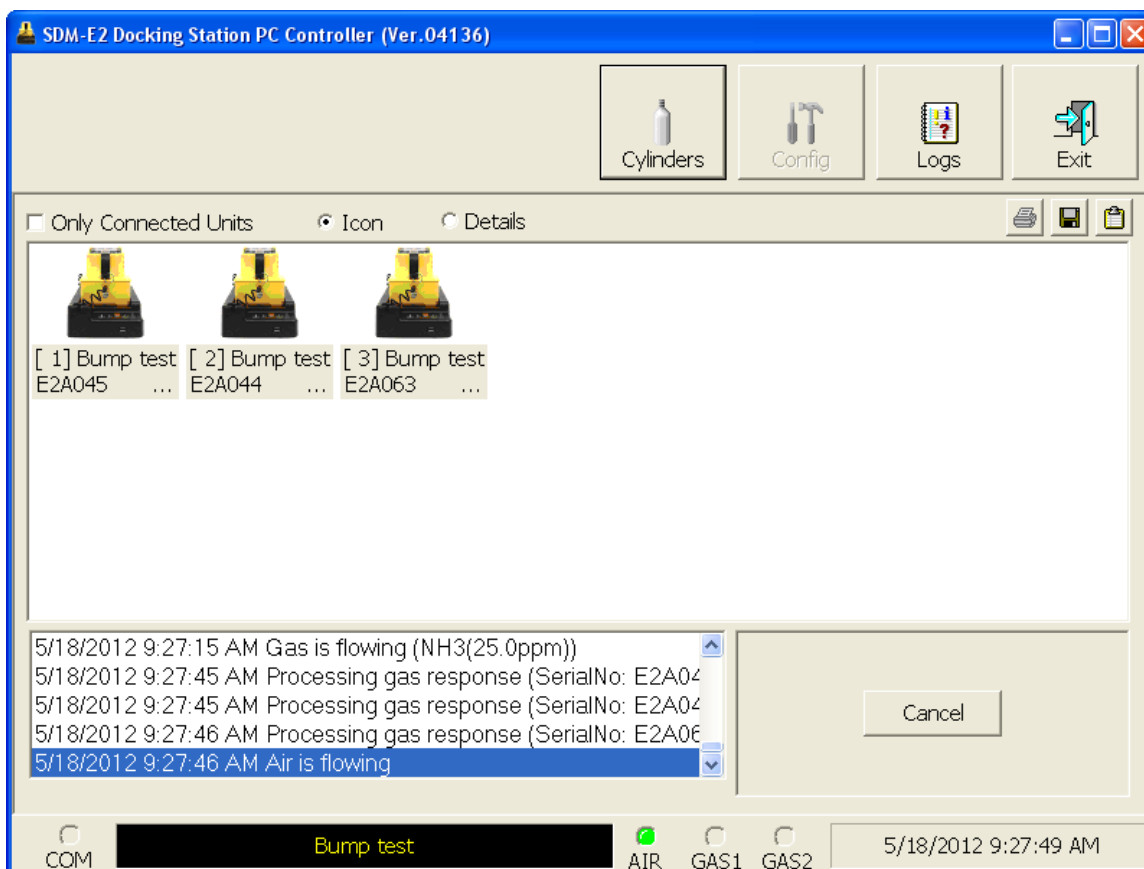 SDM-E2 Docking Station PC Controller (Ver.04136)
Cylinders
Config
Logs
Exit
Only Connected Units
Icon
Details
[ 1] Bump test
E2A045 ...
[ 2] Bump test
E2A044 ...
[ 3] Bump test
E2A063 ...
5/18/2012 9:27:15 AM Gas is flowing (NH3(25.0ppm))
5/18/2012 9:27:45 AM Processing gas response (SerialNo: E2A04
5/18/2012 9:27:45 AM Processing gas response (SerialNo: E2A04
5/18/2012 9:27:46 AM Processing gas response (SerialNo: E2A06
5/18/2012 9:27:46 AM Air is flowing
Cancel
COM
Bump test
AIR
GAS1
GAS2
5/18/2012 9:27:49 AM